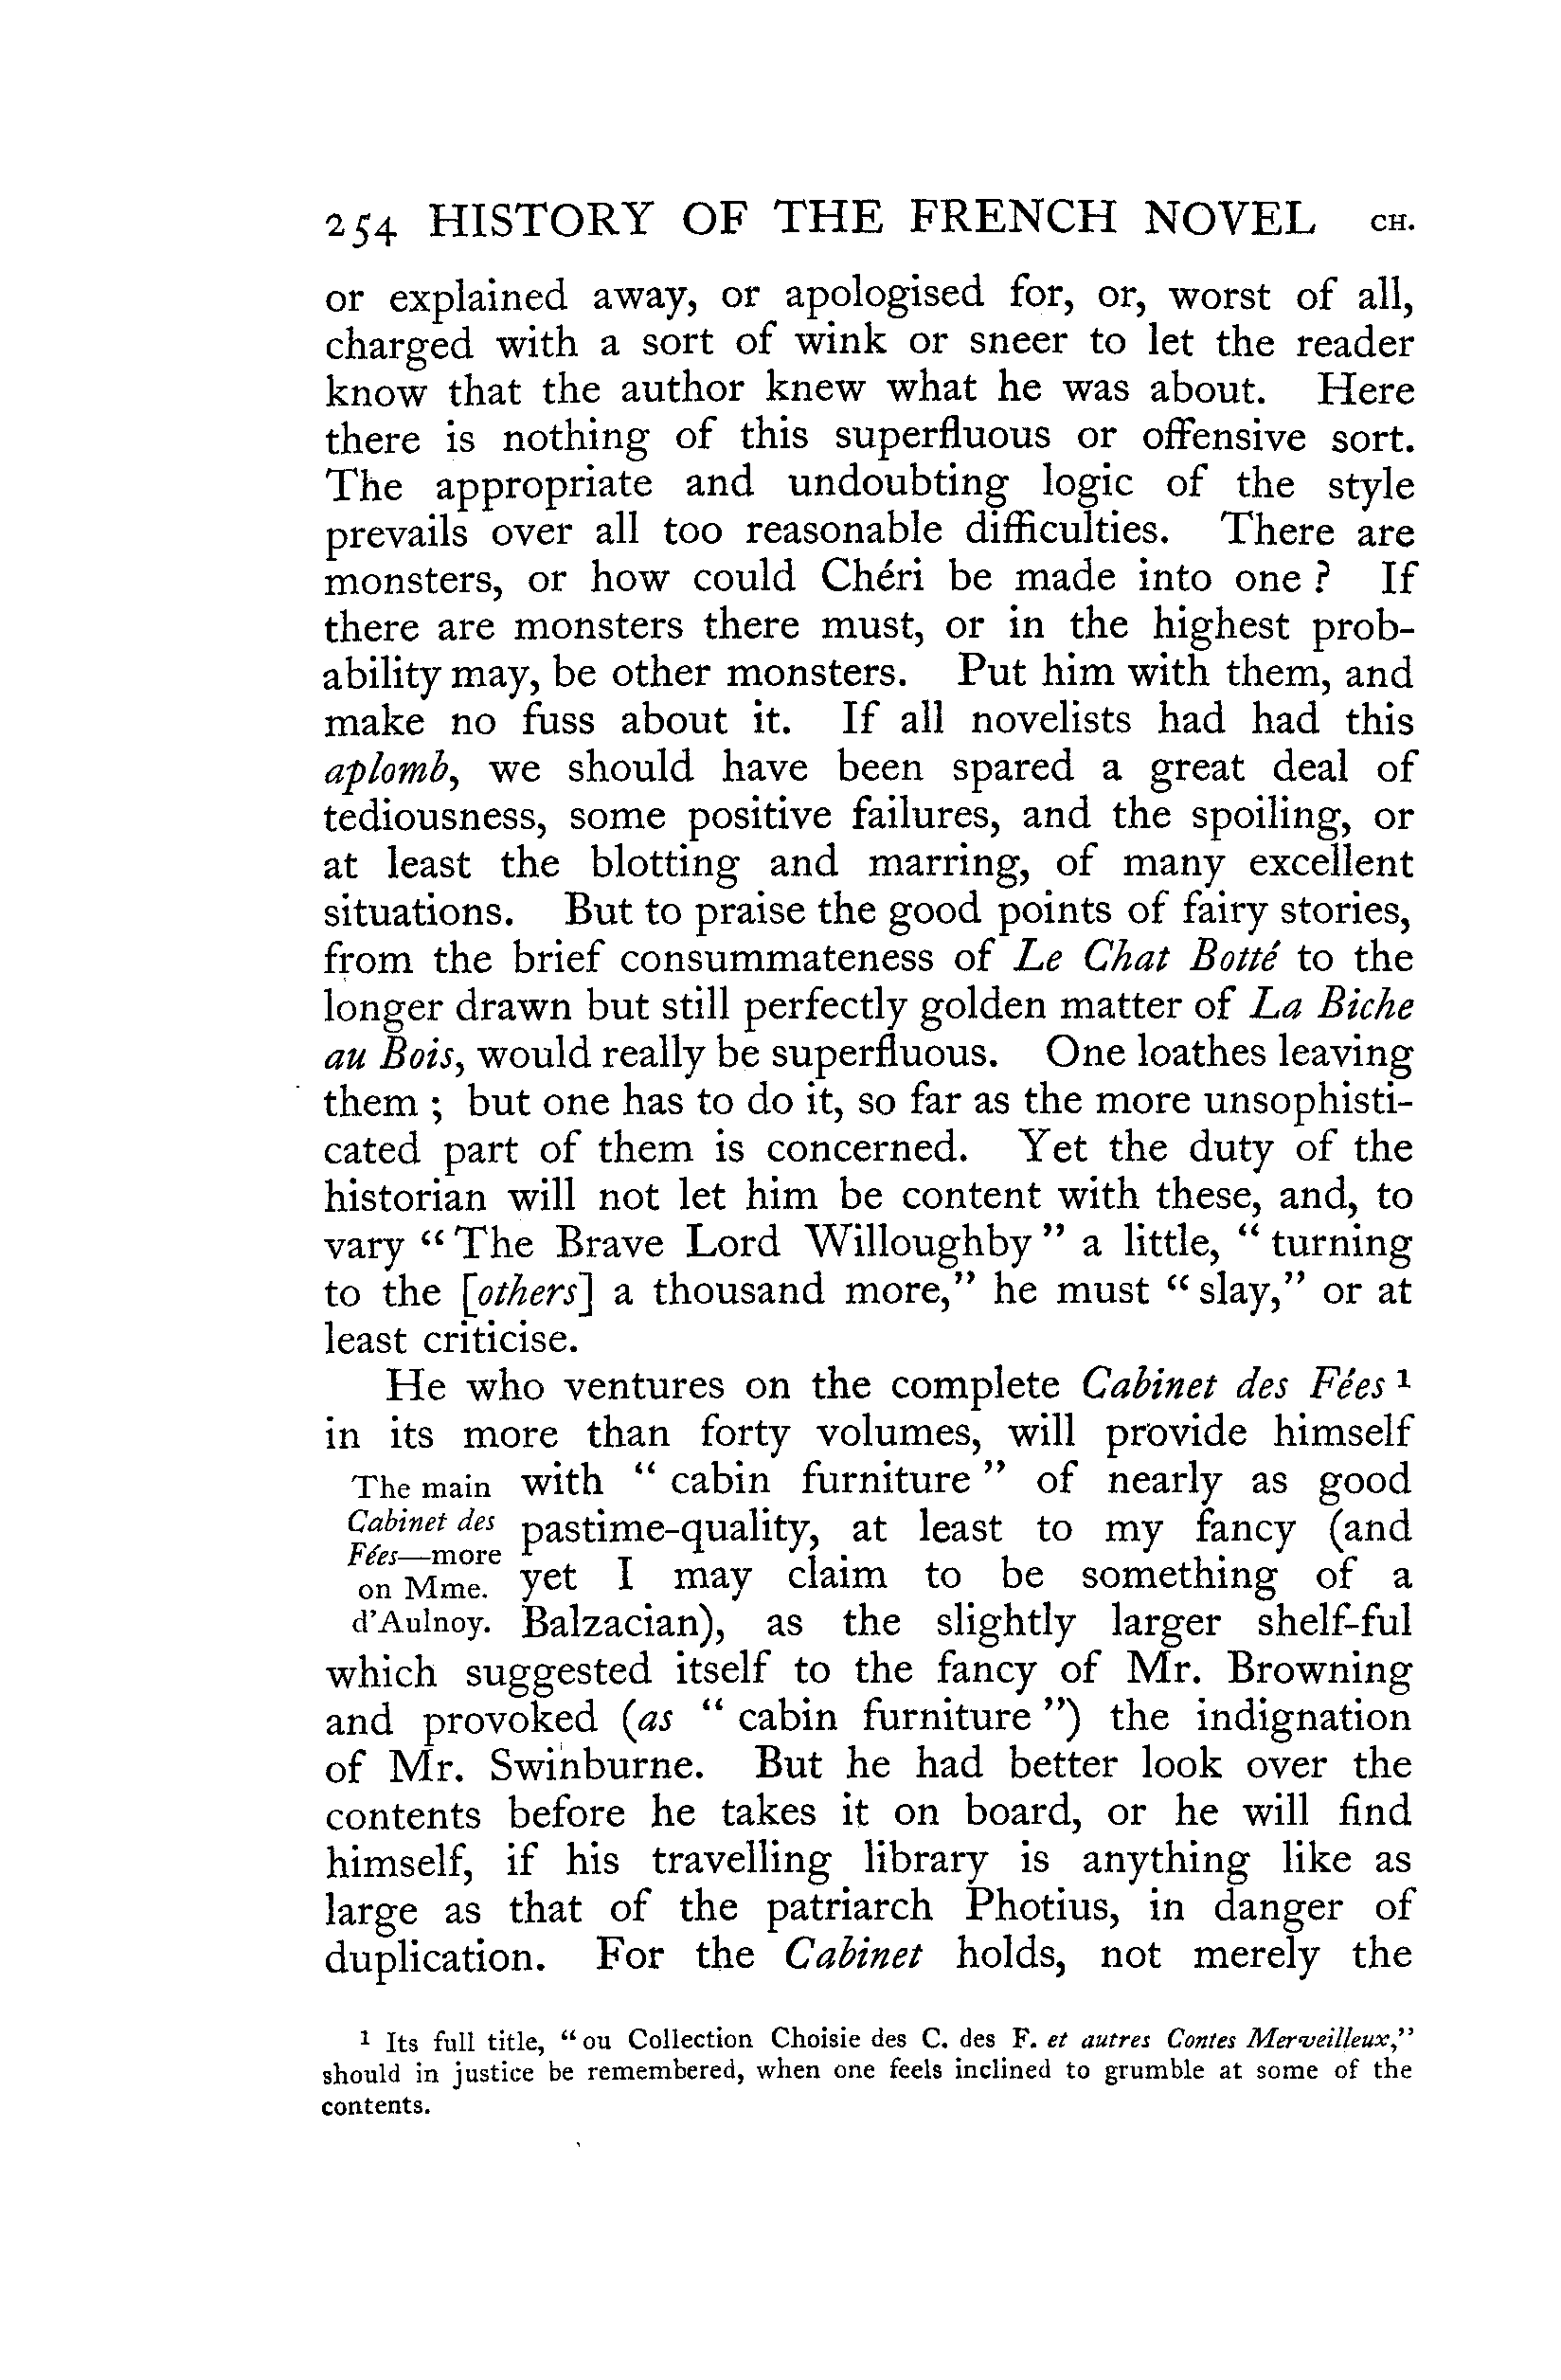 254 HISTORY OF THE FRENCH NOVEL CH.
or explained away, or apologised for, or, worst of all,
charged with a sort of wink or sneer to let the reader
know that the author knew what he was about. Here
there is nothing of this superfluous or offensive sort.
The appropriate and undoubting logic of the style
prevails over all too reasonable difficulties. There are
monsters, or how could Chéri be made into one ? If
there are monsters there must, or in the highest prob-
ability may, be other monsters. Put him with them, and
make no fuss about it. If all novelists had had this
aplomb, we should have been spared a great deal of
tediousness, some positive failures, and the spoiling, or
at least the blotting and marring, of many excellent
situations. But to praise the good points of fairy stories,
from the brief consummateness of Le Chat Botté to the
longer drawn but still perfectly golden matter of La Biche
au Bois, would really be superfluous. One loathes leaving
them ; but one has to do it, so far as the more unsophisti-
cated part of them is concerned. Yet the duty of the
historian will not let him be content with these, and, to
vary “ The Brave Lord Willoughby ” a little, “ turning
to the [others] a thousand more,” he must “ slay,” or at
least criticise.
He who ventures on the complete Cabinet des Fées ¹
in its more than forty volumes, will provide himself
The main
Cabinet des
Fées—more
on Mme.
d’Aulnoy.
with “ cabin furniture ” of nearly as good
pastime-quality, at least to my fancy (and
yet I may claim to be something of a
Balzacian), as the slightly larger shelf-ful
which suggested itself to the fancy of Mr. Browning
and provoked (as “ cabin furniture ”) the indignation
of Mr. Swinburne. But he had better look over the
contents before he takes it on board, or he will find
himself, if his travelling library is anything like as
large as that of the patriarch Photius, in danger of
duplication. For the Cabinet holds, not merely the
¹ Its full title, “ ou Collection Choisie des C. des F. et autres Contes Merveilleux,”
should in justice be remembered, when one feels inclined to grumble at some of the
contents.